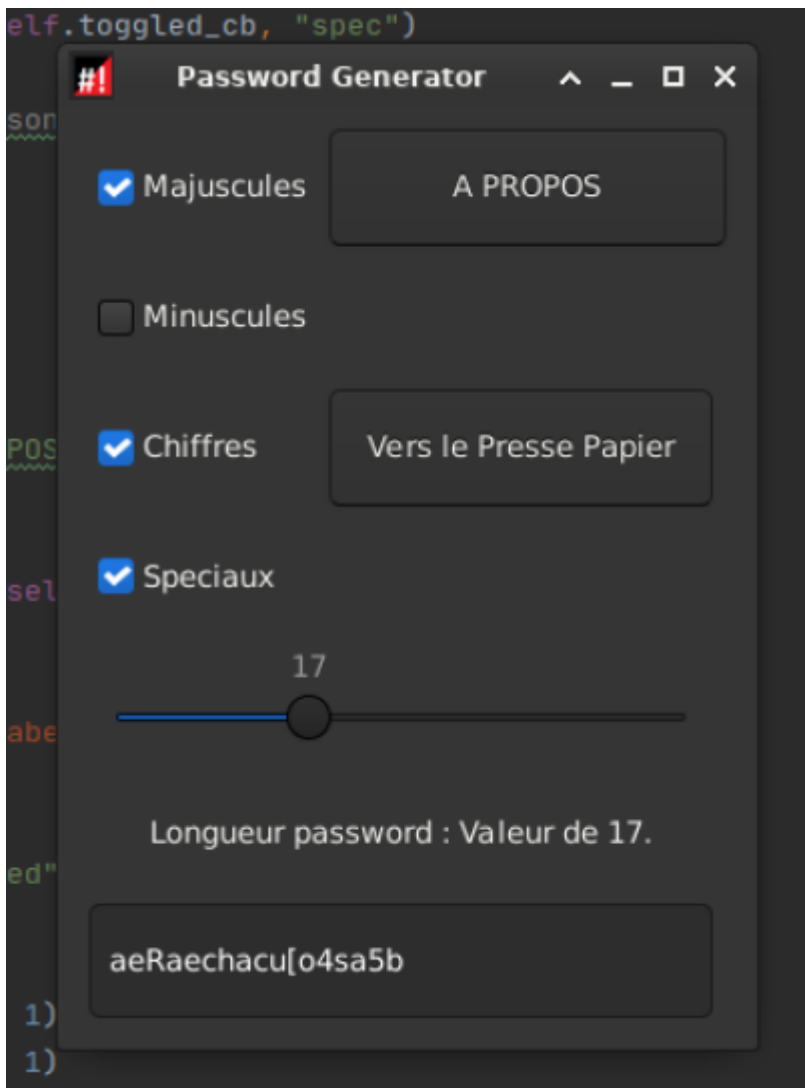 elf.toggled_cb, "spec")
#! Password Generator
son
Majuscules A PROPOS
Minuscules
POS
Chiffres Vers le Presse Papier
Speciaux
sel
17
abe
Longueur password : Valeur de 17.
ed"
aeRaechacu[o4sa5b
1)
1)